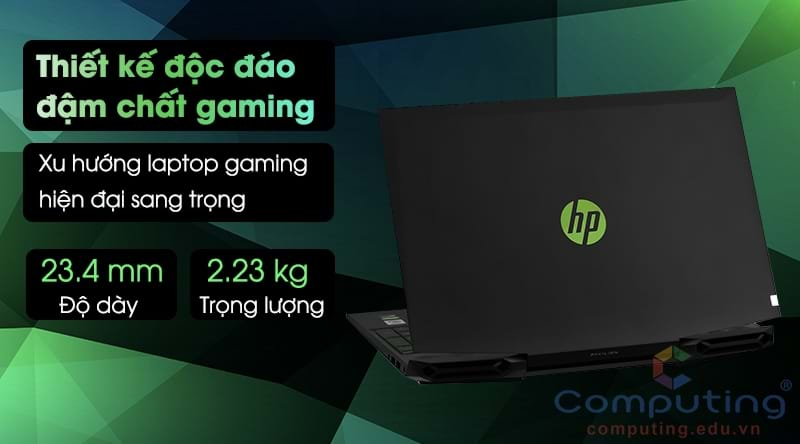 Thiết kế độc đáo
đậm chất gaming
Xu hướng laptop gaming
hiện đại sang trọng
23.4 mm
Độ dày
2.23 kg
Trọng lượng
hp
PAVILION
Computing®
computing.edu.vn